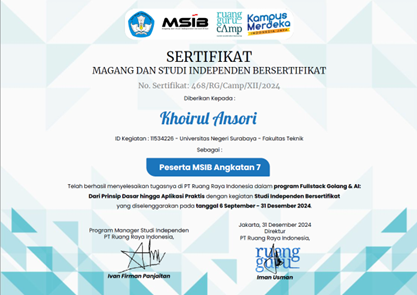 MSIB
ruang
guru
cAmp
Kampus
Merdeka
INDONESIA JAYA
SERTIFIKAT
MAGANG DAN STUDI INDEPENDEN BERSERTIFIKAT
No. Sertifikat: 468/RG/Camp/XII/2024
Diberikan Kepada :
Khoirul Ansori
ID Kegiatan : 11534226 - Universitas Negeri Surabaya - Fakultas Teknik
Sebagai :
Peserta MSIB Angkatan 7
Telah berhasil menyelesaikan tugasnya di PT Ruang Raya Indonesia dalam program Fullstack Golang & AI:
Dari Prinsip Dasar hingga Aplikasi Praktis dengan kegiatan Studi Independen Bersertifikat
yang diselenggarakan pada tanggal 6 September - 31 Desember 2024.
Program Manager Studi Independen
PT Ruang Raya Indonesia,
Ivan Firman Panjaitan
Jakarta, 31 Desember 2024
Direktur
PT Ruang Raya Indonesia,
ruang
guru
Iman Usman